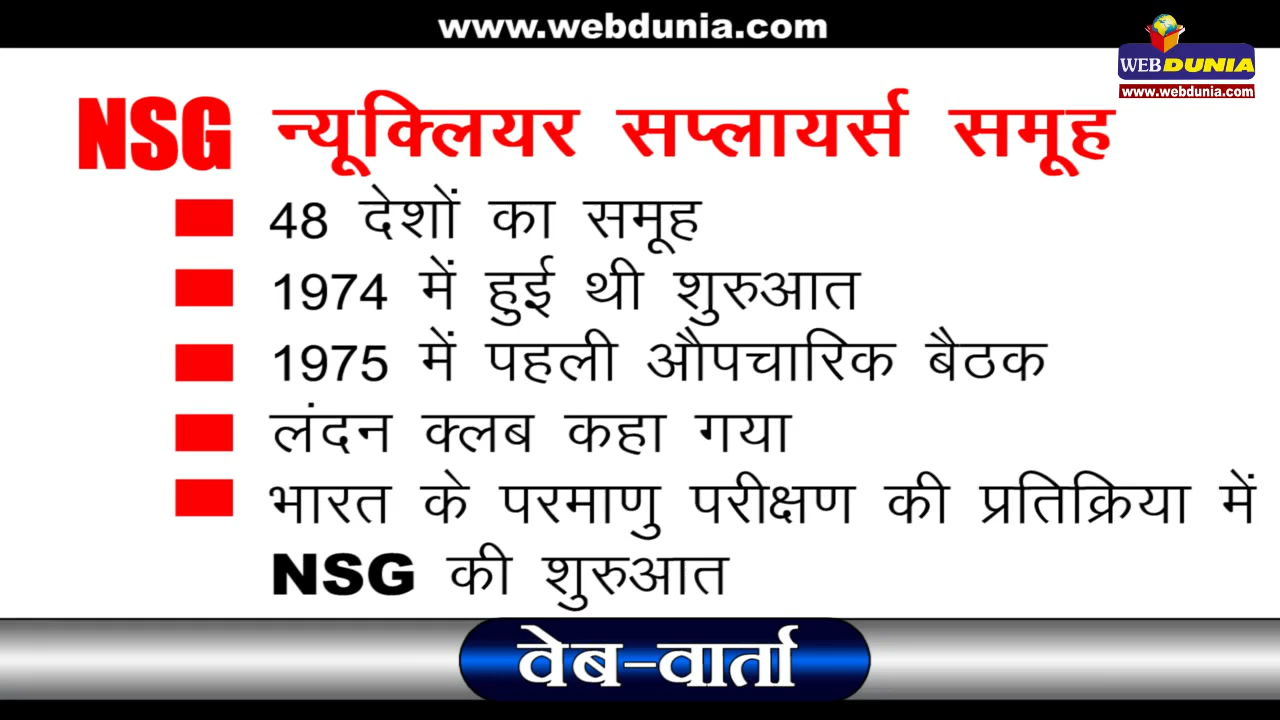 www.webdunia.com
WEBDUNIA
www.webdunia.com
NSG न्यूक्लियर सप्लायर्स समूह
48 देशों का समूह
1974 में हुई थी शुरुआत
1975 में पहली औपचारिक बैठक
लंदन क्लब कहा गया
भारत के परमाणु परीक्षण की प्रतिक्रिया में
NSG की शुरुआत
वेब-वार्ता